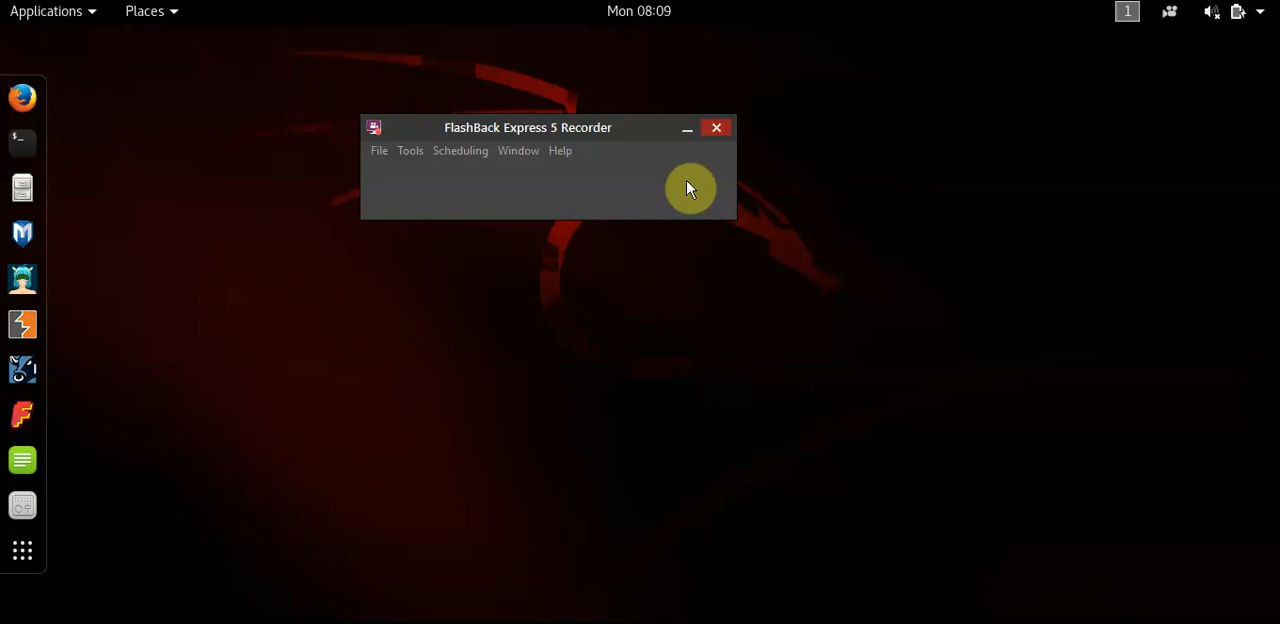 Applications Places Mon 08:09 1
FlashBack Express 5 Recorder
File Tools Scheduling Window Help
$_